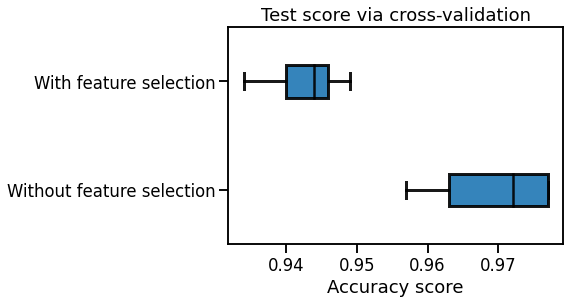 Test score via cross-validation
With feature selection
Without feature selection
0.94 0.95 0.96 0.97
Accuracy score